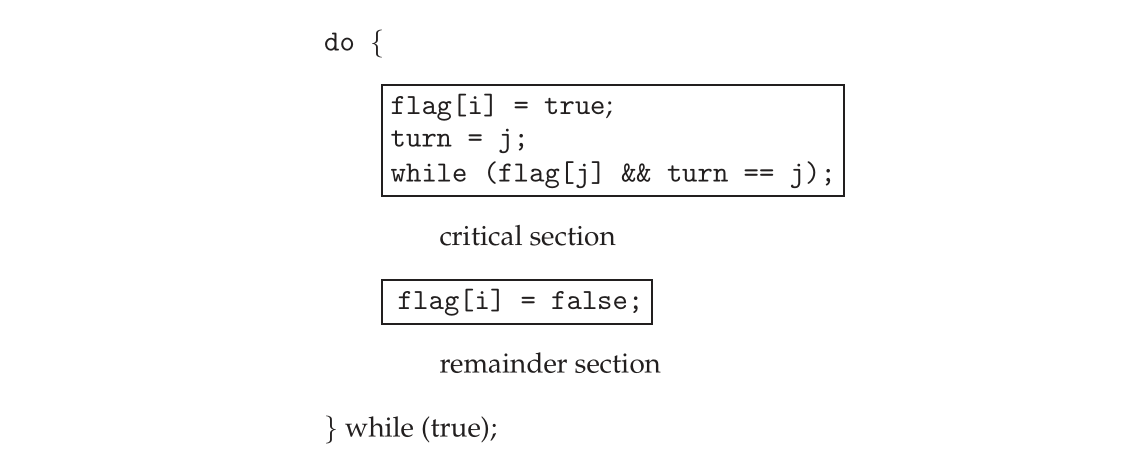 do {
flag[i] = true;
turn = j;
while (flag[j] && turn == j);
critical section
flag[i] = false;
remainder section
} while (true);